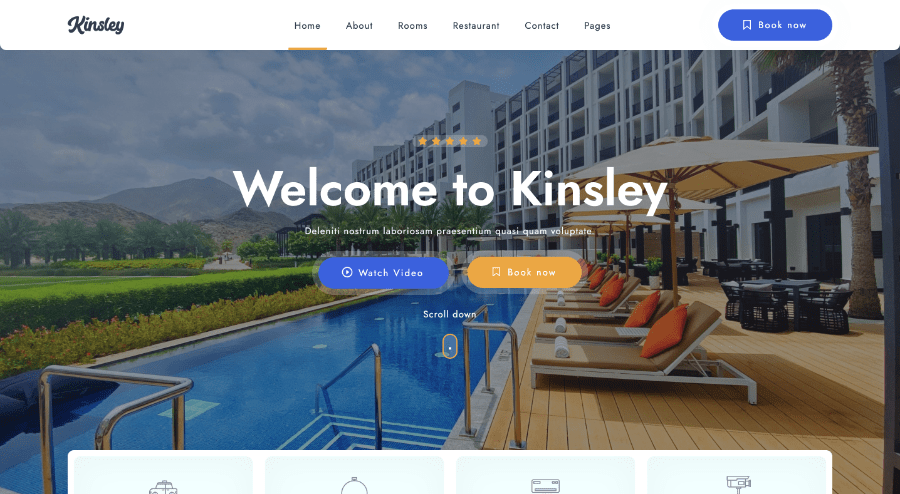 Kinsley
Home About Rooms Restaurant Contact Pages
Book now
Welcome to Kinsley
Deleniti nostrum laboriosam praesentium quasi quam voluptate.
Watch Video
Book now
Scroll down